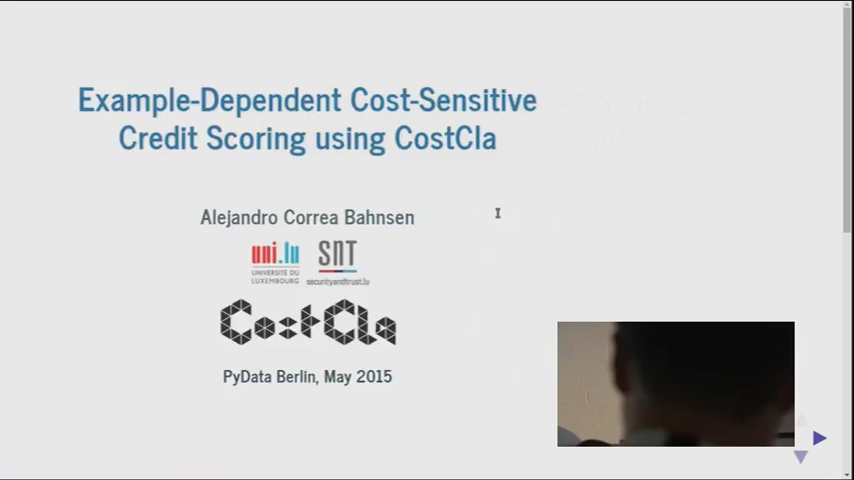 Example-Dependent Cost-Sensitive
Credit Scoring using CostCla
Alejandro Correa Bahnsen
uni.lu
UNIVERSITÉ DU
LUXEMBOURG
SNT
securityandtrust.lu
CostCla
PyData Berlin, May 2015